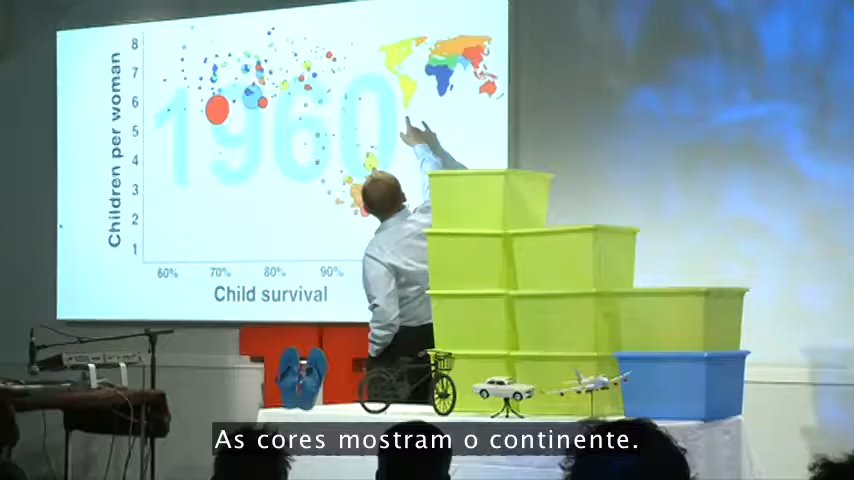 8
7
6
5
4
3
2
1
Children per woman
1960
60% 70% 80% 90%
Child survival
As cores mostram o continente.